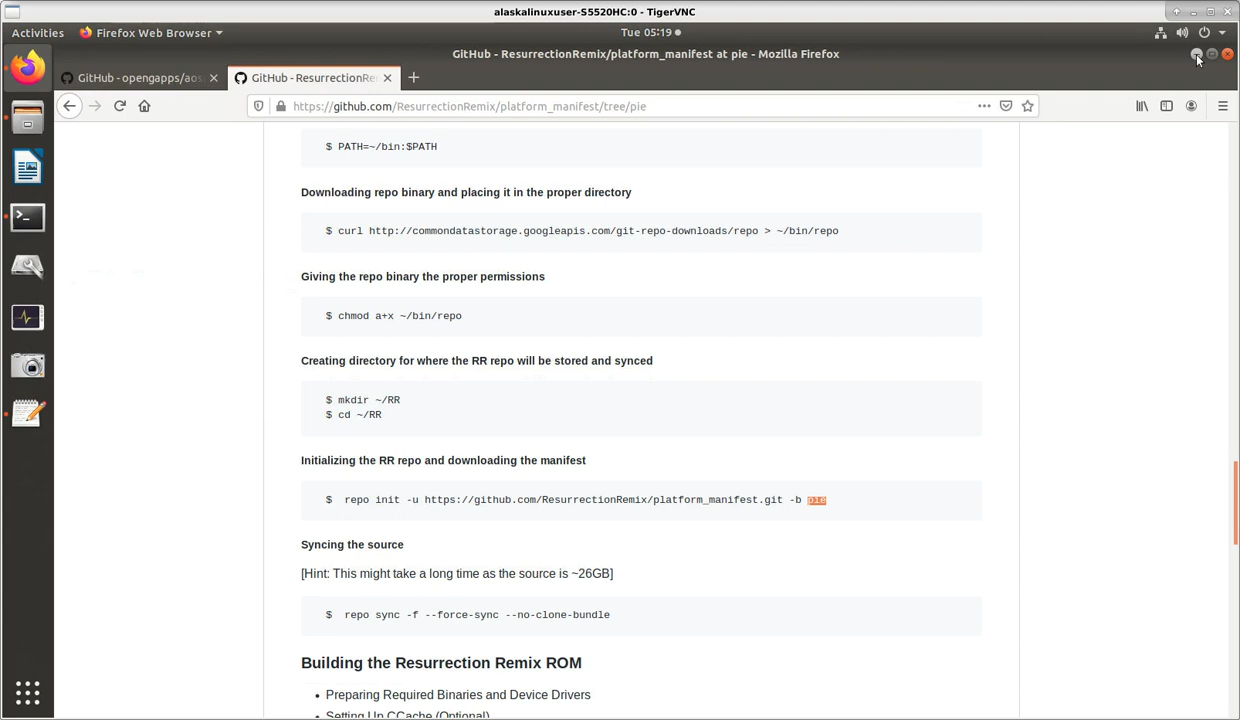 alaskalinuxuser-S5520HC:0 - TigerVNC
Activities
Firefox Web Browser
Tue 05:19
GitHub - ResurrectionRemix/platform_manifest at pie - Mozilla Firefox
GitHub - opengapps/aos
GitHub - ResurrectionRe
https://github.com/ResurrectionRemix/platform_manifest/tree/pie
$ PATH=~/bin:$PATH
Downloading repo binary and placing it in the proper directory
$ curl http://commondatastorage.googleapis.com/git-repo-downloads/repo > ~/bin/repo
Giving the repo binary the proper permissions
$ chmod a+x ~/bin/repo
Creating directory for where the RR repo will be stored and synced
$ mkdir ~/RR
$ cd ~/RR
Initializing the RR repo and downloading the manifest
$  repo init -u https://github.com/ResurrectionRemix/platform_manifest.git -b pie
Syncing the source
[Hint: This might take a long time as the source is ~26GB]
$  repo sync -f --force-sync --no-clone-bundle
Building the Resurrection Remix ROM
• Preparing Required Binaries and Device Drivers
• Setting Up CCache (Optional)